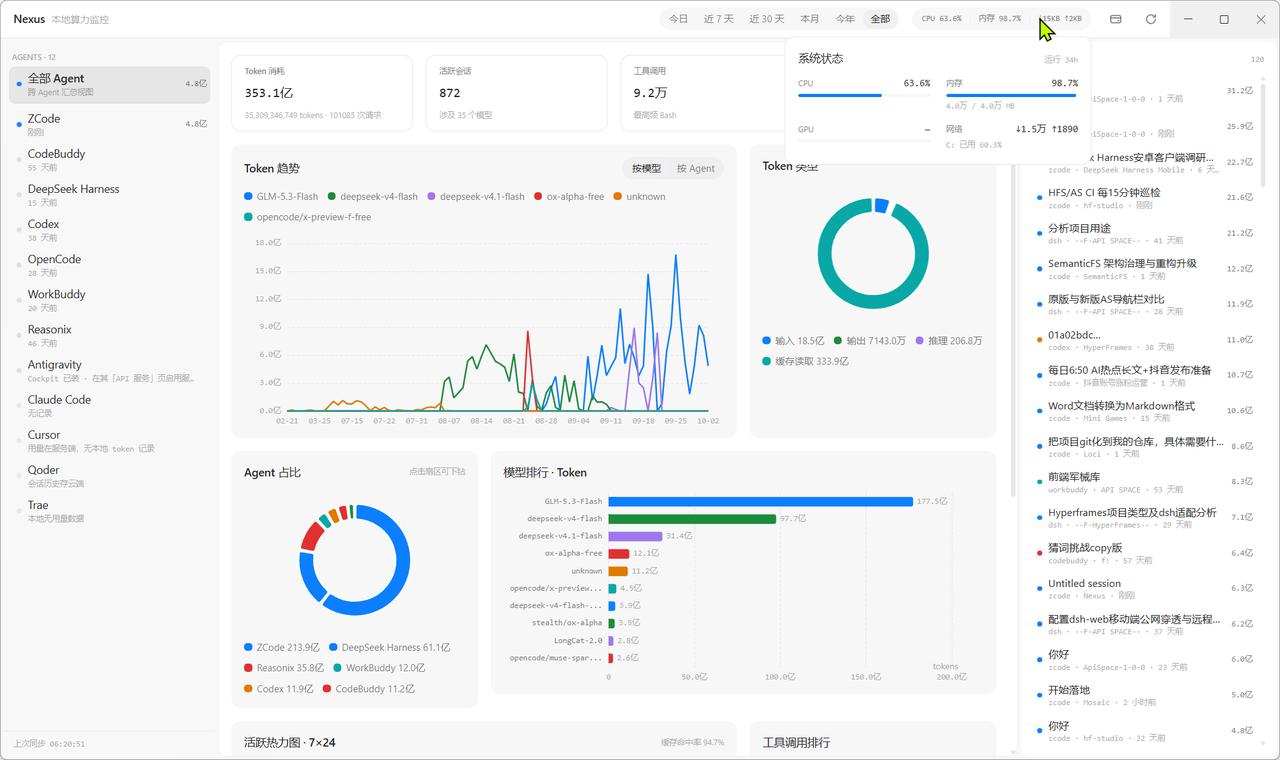 Nexus 本地算力监控
今日 近 7 天 近 30 天 本月 今年 全部
CPU 63.6% 内存 98.7% 15KB ↑2KB
AGENTS · 12
全部 Agent
跨 Agent 汇总视图
4.8亿
ZCode
刚刚
4.8亿
CodeBuddy
55 天前
DeepSeek Harness
15 天前
Codex
38 天前
OpenCode
28 天前
WorkBuddy
20 天前
Reasonix
46 天前
Antigravity
Cockpit 已装 · 在其「API 服务」页启用服…
Claude Code
无记录
Cursor
用量在服务端，无本地 token 记录
Qoder
会话历史存云端
Trae
本地无用量数据
上次同步 06:20:51
Token 消耗
353.1亿
35,309,346,749 tokens · 101085 次请求
活跃会话
872
涉及 35 个模型
工具调用
9.2万
最高频 Bash
系统状态
运行 34h
CPU 63.6%
内存 98.7%
4.0万 / 4.0万 MB
GPU —
网络 ↓1.5万 ↑1890
C: 已用 60.3%
Token 趋势
按模型 按 Agent
GLM-5.3-Flash deepseek-v4-flash deepseek-v4.1-flash ox-alpha-free unknown
opencode/x-preview-f-free
18.0亿
15.0亿
12.0亿
9.0亿
6.0亿
3.0亿
0.0亿
02-21 03-25 07-15 07-22 07-31 08-07 08-14 08-21 08-28 09-04 09-11 09-18 09-25 10-02
Token 类型
输入 18.5亿 输出 7143.0万 推理 206.8万
缓存读取 333.9亿
Agent 占比
点击扇区可下钻
ZCode 213.9亿 DeepSeek Harness 61.1亿
Reasonix 35.8亿 WorkBuddy 12.0亿
Codex 11.9亿 CodeBuddy 11.2亿
模型排行 · Token
GLM-5.3-Flash 177.5亿
deepseek-v4-flash 97.7亿
deepseek-v4.1-flash 31.4亿
ox-alpha-free 12.1亿
unknown 11.2亿
opencode/x-preview... 4.5亿
deepseek-v4-flash-... 3.9亿
stealth/ox-alpha 3.5亿
LongCat-2.0 2.8亿
opencode/muse-spar... 2.6亿
tokens
0 50.0亿 100.0亿 150.0亿 200.0亿
活跃热力图 · 7×24
缓存命中率 94.7%
工具调用排行
120
31.2亿
piSpace-1-0-0 · 1 天前
25.9亿
piSpace-1-0-0 · 刚刚
k Harness安卓客户端调研…
zcode · DeepSeek Harness Mobile · 6 天…
22.7亿
HFS/AS CI 每15分钟巡检
zcode · hf-studio · 刚刚
21.6亿
分析项目用途
dsh · --F-API SPACE-- · 41 天前
21.2亿
SemanticFS 架构治理与重构升级
zcode · SemanticFS · 1 天前
12.2亿
原版与新版AS导航栏对比
dsh · --F-API SPACE-- · 28 天前
11.9亿
01a02bdc…
codex · HyperFrames · 38 天前
11.0亿
每日6:50 AI热点长文+抖音发布准备
zcode · 抖音账号涨粉运营 · 1 天前
10.7亿
Word文档转换为Markdown格式
zcode · Mini Games · 15 天前
10.6亿
把项目git化到我的仓库，具体需要什…
zcode · Loci · 1 天前
8.6亿
前端军械库
workbuddy · API SPACE · 53 天前
8.3亿
Hyperframes项目类型及dsh适配分析
dsh · --F-HyperFrames-- · 29 天前
7.1亿
猜词挑战copy版
codebuddy · f: · 57 天前
6.4亿
Untitled session
zcode · Nexus · 刚刚
6.3亿
配置dsh-web移动端公网穿透与远程…
dsh · --F-API SPACE-- · 37 天前
6.2亿
你好
zcode · ApiSpace-1-0-0 · 23 天前
6.0亿
开始落地
zcode · Mosaic · 2 小时前
5.0亿
你好
zcode · hf-studio · 32 天前
4.8亿